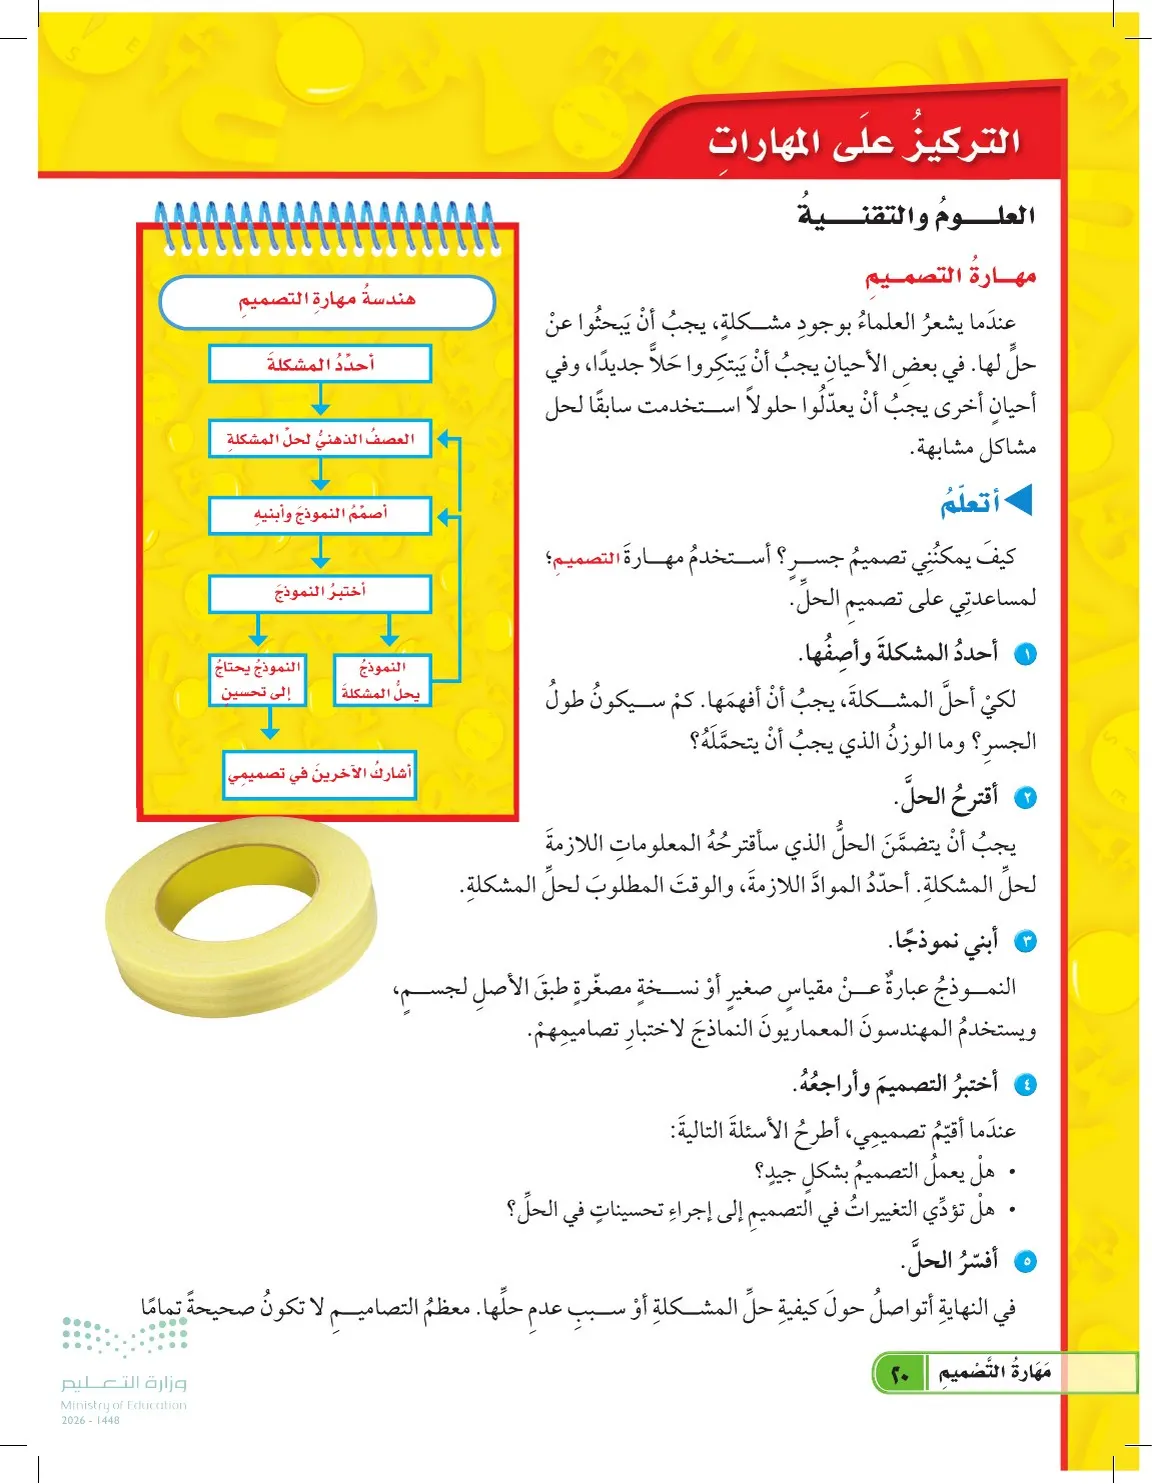 التركيزُ علَى المهاراتِ
العلـــومُ والتقنـــيةُ
مهــارةُ التصمــيمِ
عندَما يشعرُ العلماءُ بوجودِ مشــكلةٍ، يجبُ أنْ يَبحثُوا عنْ
حلٍّ لها. في بعضِ الأحيانِ يجبُ أنْ يَبتكِروا حَلاًّ جديدًا، وفي
أحيانٍ أخرى يجبُ أنْ يعدّلُوا حلولاً اســتخدمت سابقًا لحل
مشاكل مشابهة.
أتعلّمُ
كيفَ يمكنُنِي تصميمُ جســرٍ؟ أســتخدمُ مهــارةَ التصميمِ؛
لمساعدتِي على تصميمِ الحلِّ.
١ أحددُ المشكلةَ وأصِفُها.
لكيْ أحلَّ المشــكلةَ، يجبُ أنْ أفهمَها. كمْ ســيكونُ طولُ
الجسرِ؟ وما الوزنُ الذي يجبُ أنْ يتحمَّلَهُ؟
٢ أقترحُ الحلَّ.
يجبُ أنْ يتضمَّنَ الحلُّ الذي سأقترحُهُ المعلوماتِ اللازمةَ
لحلِّ المشكلةِ. أحدّدُ الموادَّ اللازمةَ، والوقتَ المطلوبَ لحلِّ المشكلةِ.
٣ أبني نموذجًا.
النمــوذجُ عبارةٌ عــنْ مقياسٍ صغيرٍ أوْ نســخةٍ مصغّرةٍ طبقَ الأصلِ لجســمٍ،
ويستخدمُ المهندسونَ المعماريونَ النماذجَ لاختبارِ تصاميمِهمْ.
٤ أختبرُ التصميمَ وأراجعُهُ.
عندَما أقيّمُ تصميمِي، أطرحُ الأسئلةَ التاليةَ:
• هلْ يعملُ التصميمُ بشكلٍ جيدٍ؟
• هلْ تؤدِّي التغييراتُ في التصميمِ إلى إجراءِ تحسيناتٍ في الحلِّ؟
٥ أفسّرُ الحلَّ.
في النهايةِ أتواصلُ حولَ كيفيةِ حلِّ المشــكلةِ أوْ ســببِ عدمِ حلِّها. معظمُ التصاميــمِ لا تكونُ صحيحةً تمامًا
هندسةُ مهارةِ التصميمِ
أحدِّدُ المشكلةَ
العصفُ الذهنيُّ لحلِّ المشكلةِ
أصمِّمُ النموذجَ وأبنيهِ
أختبرُ النموذجَ
النموذجُ
يحلُّ المشكلةَ
النموذجُ يحتاجُ
إلى تحسينٍ
أشاركُ الآخرينَ في تصميمِي
مَهَارةُ التَّصْميمِ
٢٠
وزارة التعـــليم
Ministry of Education
2026 - 1448